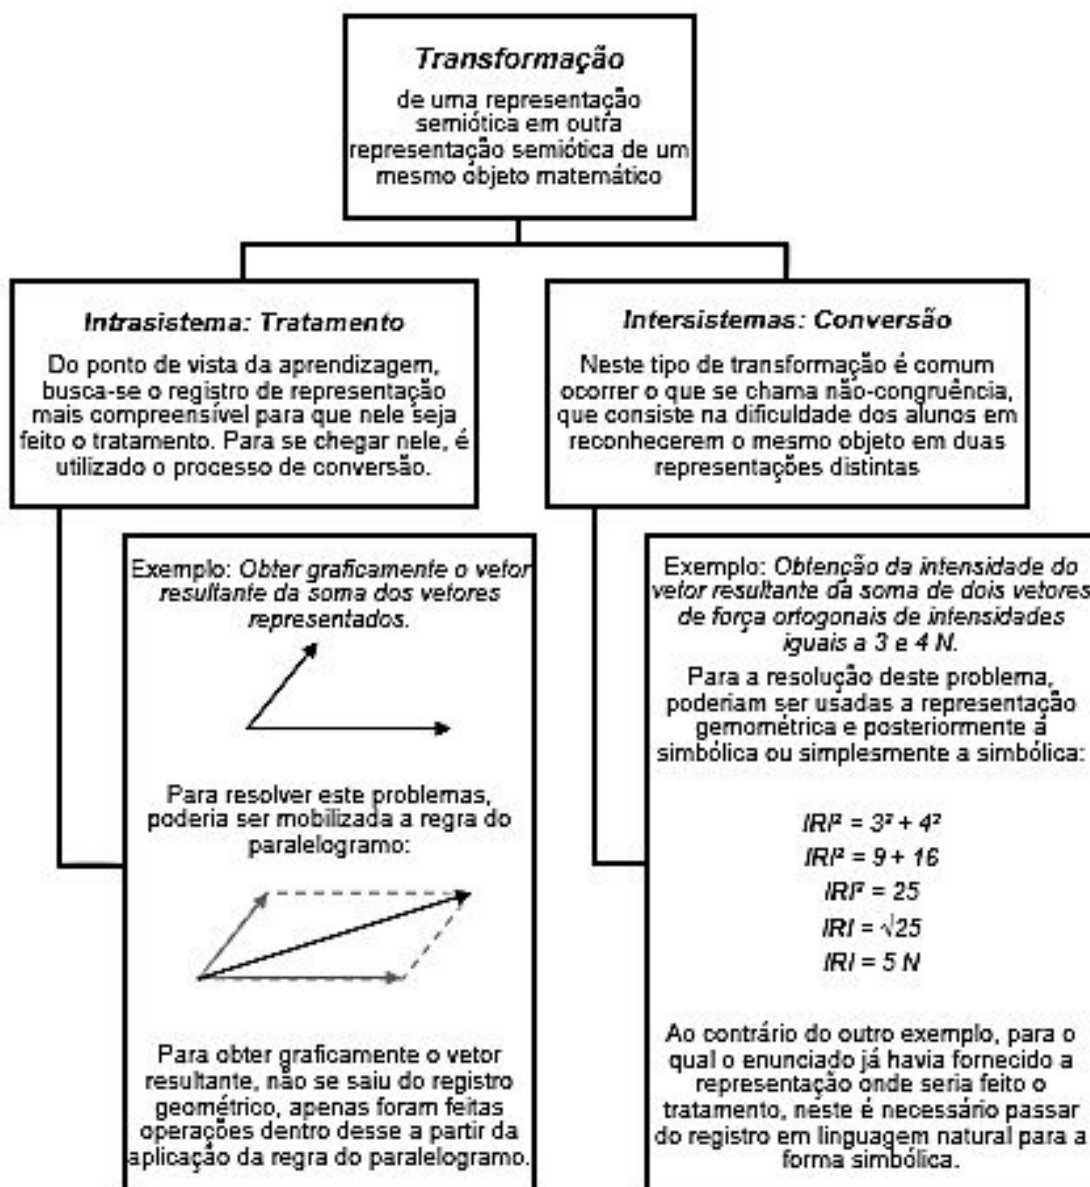 Transformação
de uma representação
semiótica em outra
representação semiótica de um
mesmo objeto matemático
Intrasistema: Tratamento
Do ponto de vista da aprendizagem,
busca-se o registro de representação
mais compreensível para que nele seja
feito o tratamento. Para se chegar nele, é
utilizado o processo de conversão.
Exemplo: Obter graficamente o vetor
resultante da soma dos vetores
representados.
Para resolver este problemas,
poderia ser mobilizada a regra do
paralelogramo:
Para obter graficamente o vetor
resultante, não se saiu do registro
geométrico, apenas foram feitas
operações dentro desse a partir da
aplicação da regra do paralelogramo.
Intersistemas: Conversão
Neste tipo de transformação é comum
ocorrer o que se chama não-congruência,
que consiste na dificuldade dos alunos em
reconhecerem o mesmo objeto em duas
representações distintas
Exemplo: Obtenção da intensidade do
vetor resultante da soma de dois vetores
de força ortogonais de intensidades
iguais a 3 e 4 N.
Para a resolução deste problema,
poderiam ser usadas a representação
gemométrica e posteriormente á
simbólica ou simplesmente a simbólica:
IRI² = 3² + 4²
IRI² = 9 + 16
IRI² = 25
IRI = √25
IRI = 5 N
Ao contrário do outro exemplo, para o
qual o enunciado já havia fornecido a
representação onde seria feito o
tratamento, neste é necessário passar
do registro em linguagem natural para a
forma simbólica.